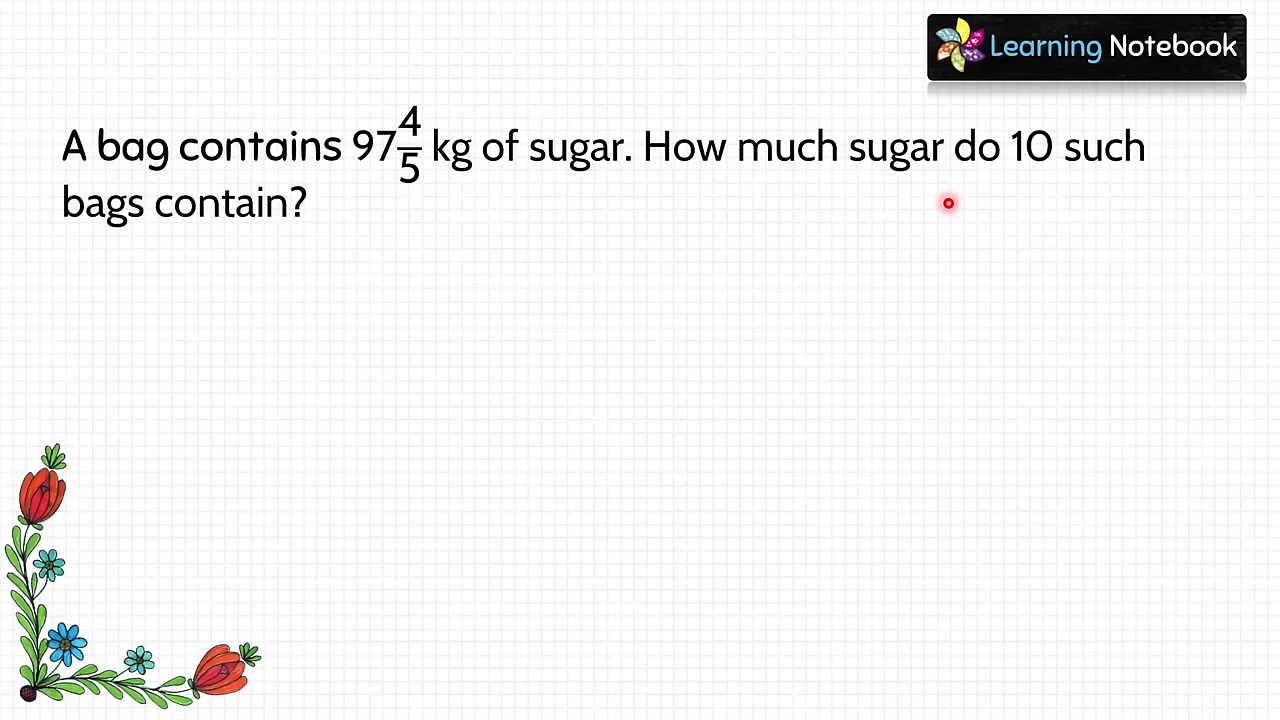 Learning Notebook
A bag contains 97 4/5 kg of sugar. How much sugar do 10 such
bags contain?